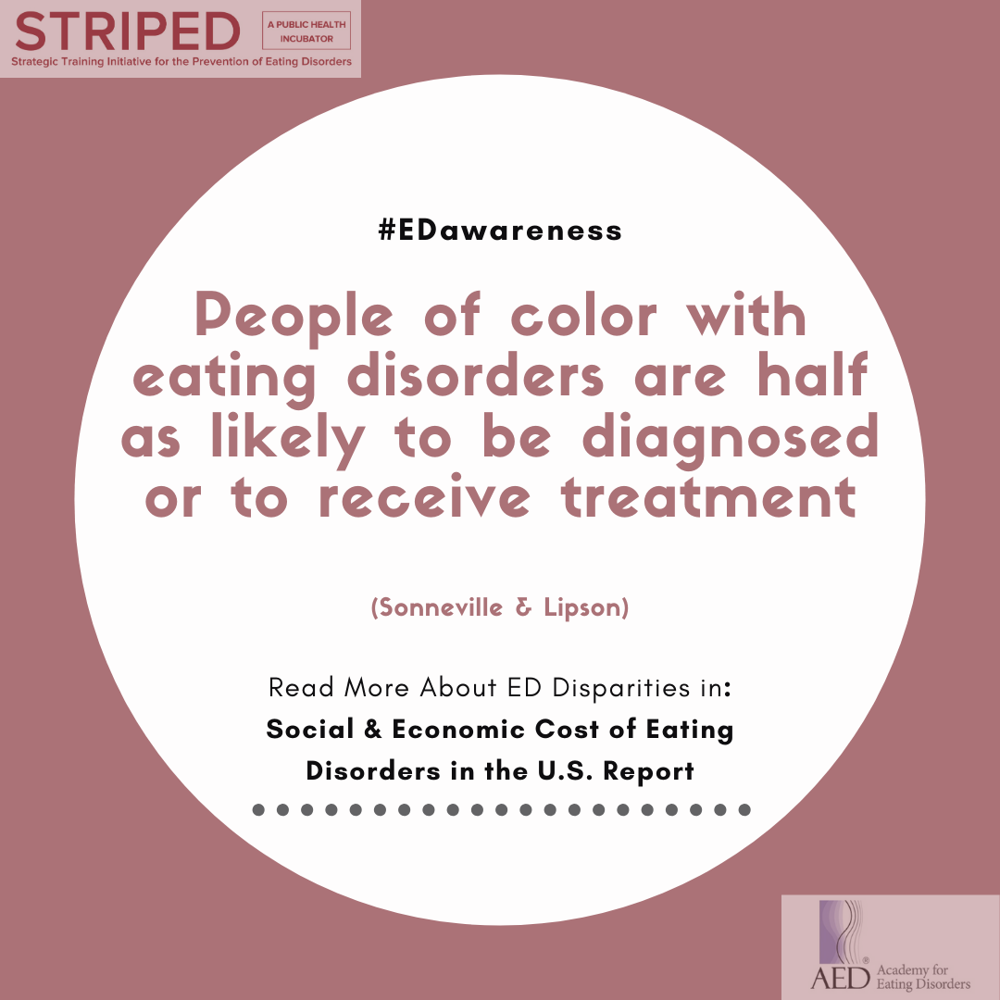 STRIPED
A PUBLIC HEALTH
INCUBATOR
Strategic Training Initiative for the Prevention of Eating Disorders
#EDawareness
People of color with
eating disorders are half
as likely to be diagnosed
or to receive treatment
(Sonneville & Lipson)
Read More About ED Disparities in:
Social & Economic Cost of Eating
Disorders in the U.S. Report
AED®
Academy for
Eating Disorders